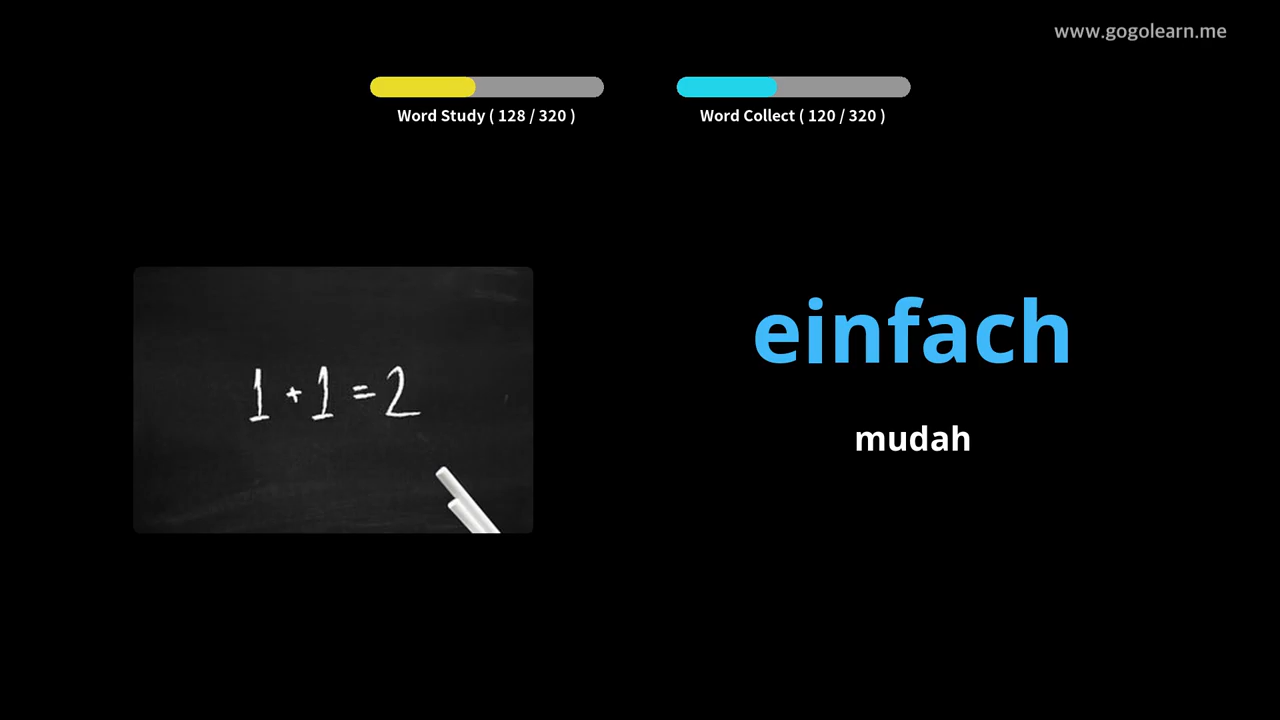 www.gogolearn.me
Word Study ( 128 / 320 )
Word Collect ( 120 / 320 )
1 + 1 = 2
einfach
mudah